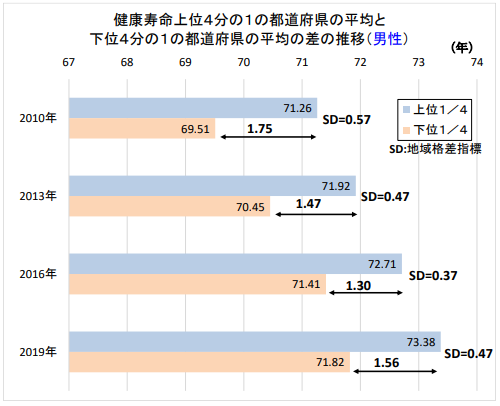 健康寿命上位4分の1の都道府県の平均と
下位4分の1の都道府県の平均の差の推移(男性)
(年)
67 68 69 70 71 72 73 74
2010年 71.26 SD=0.57
69.51 1.75
上位1/4
下位1/4
SD:地域格差指標
2013年 71.92 SD=0.47
70.45 1.47
2016年 72.71 SD=0.37
71.41 1.30
2019年 73.38 SD=0.47
71.82 1.56